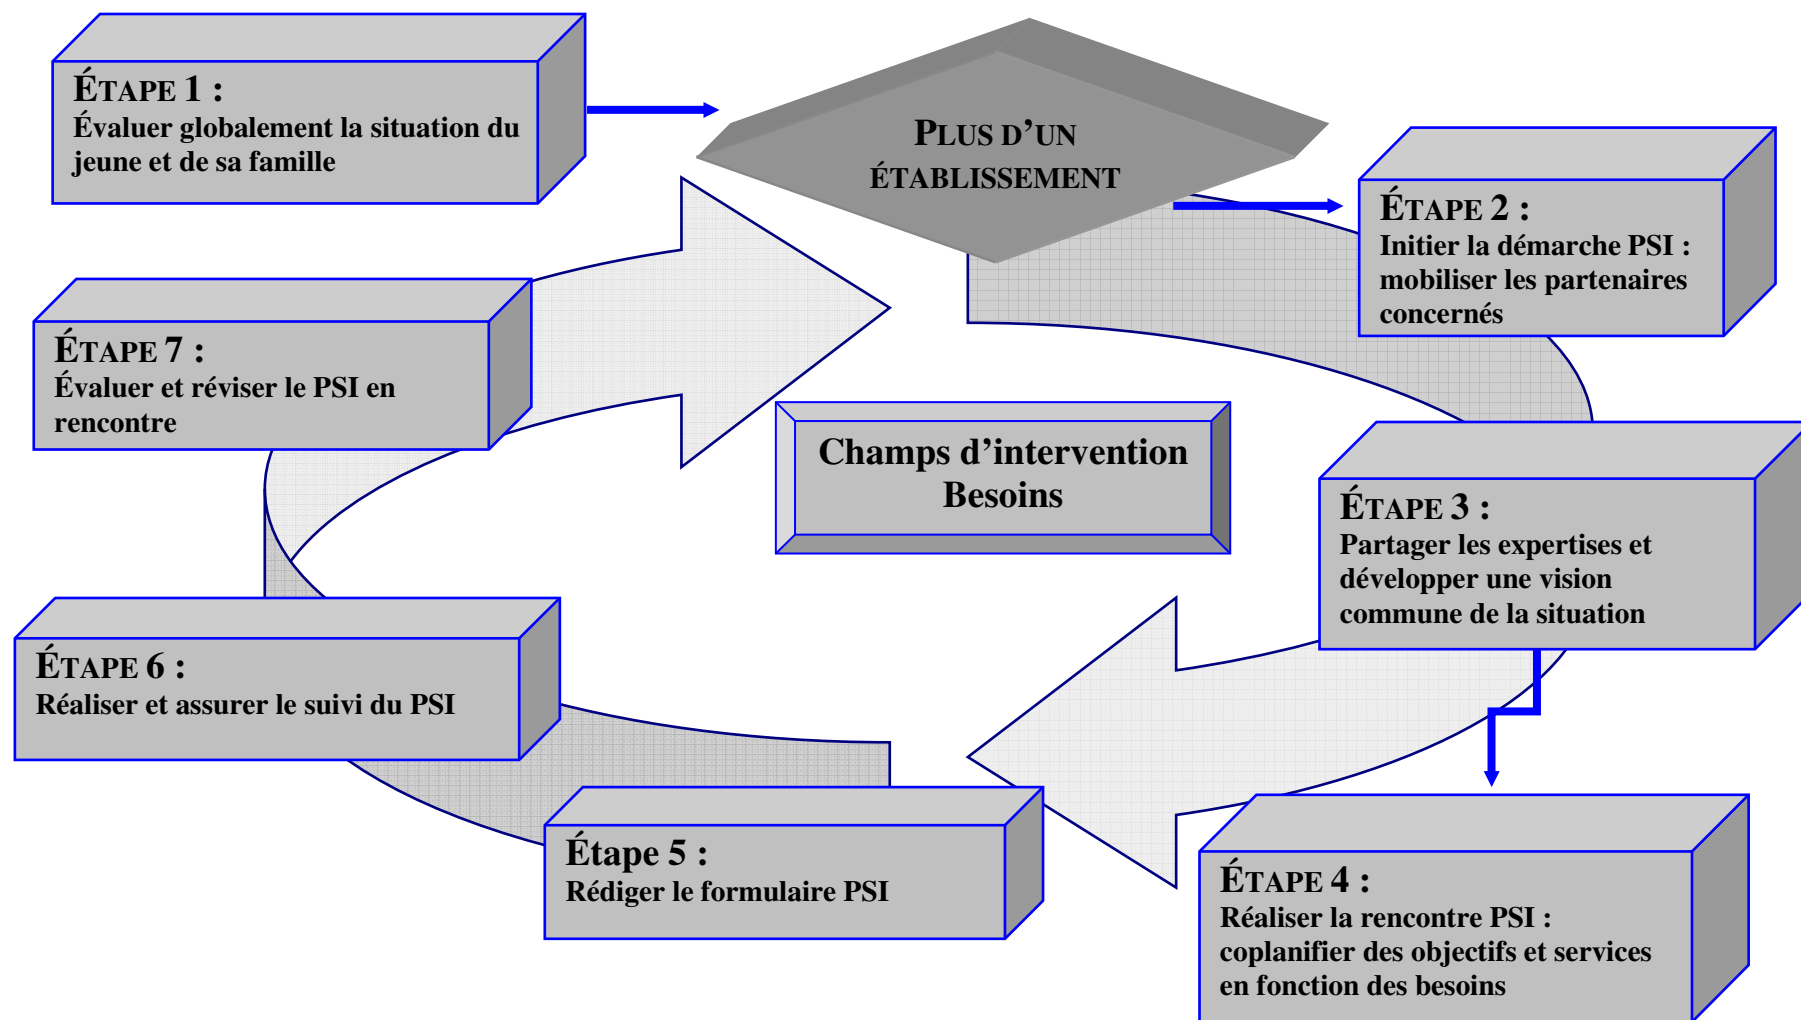 ÉTAPE 1 :
Évaluer globalement la situation du
jeune et de sa famille
PLUS D’UN
ÉTABLISSEMENT
ÉTAPE 2 :
Initier la démarche PSI :
mobiliser les partenaires
concernés
ÉTAPE 3 :
Partager les expertises et
développer une vision
commune de la situation
ÉTAPE 4 :
Réaliser la rencontre PSI :
coplanifier des objectifs et services
en fonction des besoins
Étape 5 :
Rédiger le formulaire PSI
ÉTAPE 6 :
Réaliser et assurer le suivi du PSI
ÉTAPE 7 :
Évaluer et réviser le PSI en
rencontre
Champs d’intervention
Besoins